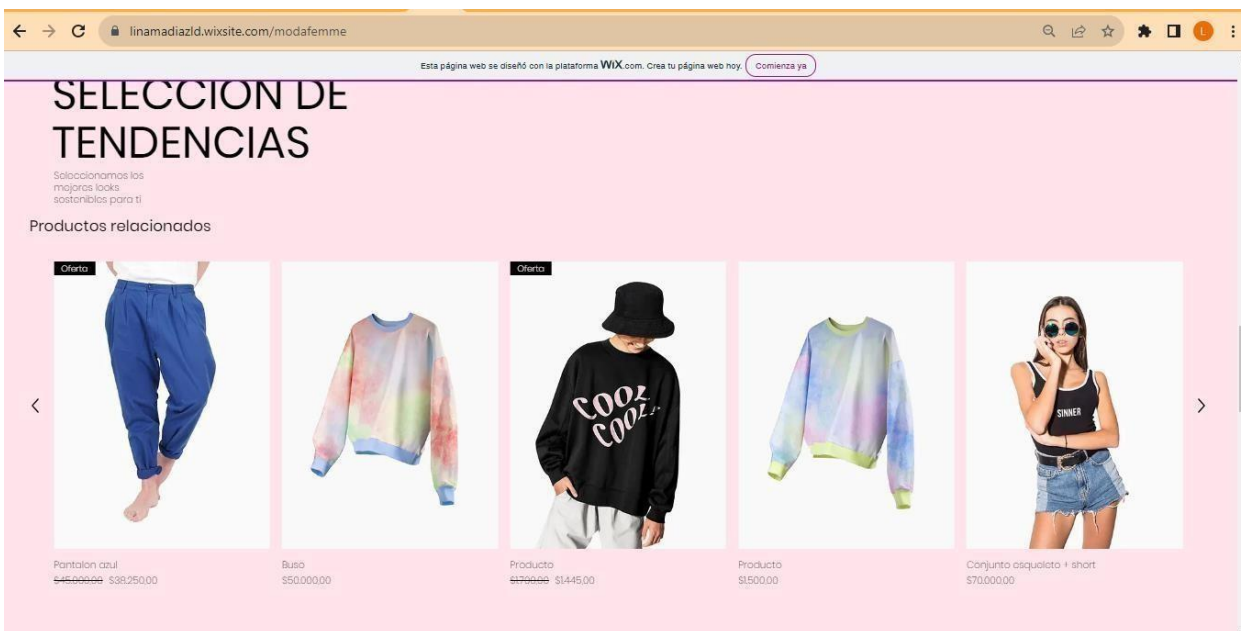 linamadiazld.wixsite.com/modafemme
L
Esta página web se diseñó con la plataforma WiX.com. Crea tu página web hoy. Comienza ya
SELECCION DE
TENDENCIAS
Seleccionamos los
mejores looks
sostenibles para ti
Productos relacionados
Oferta
Oferta
COOL
COOL
SINNER
Pantalon azul
Buso
Producto
Producto
Conjunto esqueleto + short
$45.000,00 $38.250,00
$50.000,00
$1.700,00 $1.445,00
$1.500,00
$70.000,00